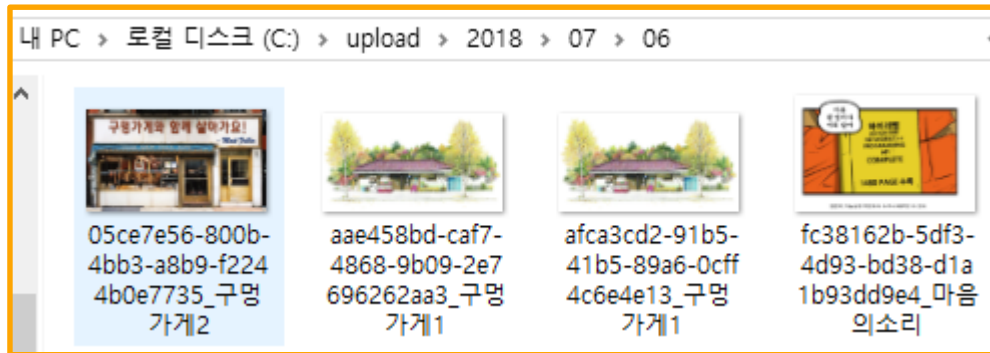 내 PC > 로컬 디스크 (C:) > upload > 2018 > 07 > 06
구멍가게와 함께 살아가요!
05ce7e56-800b-
4bb3-a8b9-f224
4b0e7735_구멍
가게2
aae458bd-caf7-
4868-9b09-2e7
696262aa3_구멍
가게1
afca3cd2-91b5-
41b5-89a6-0cff
4c6e4e13_구멍
가게1
COMPLETE
1488 PAGE 수록
fc38162b-5df3-
4d93-bd38-d1a
1b93dd9e4_마음
의소리